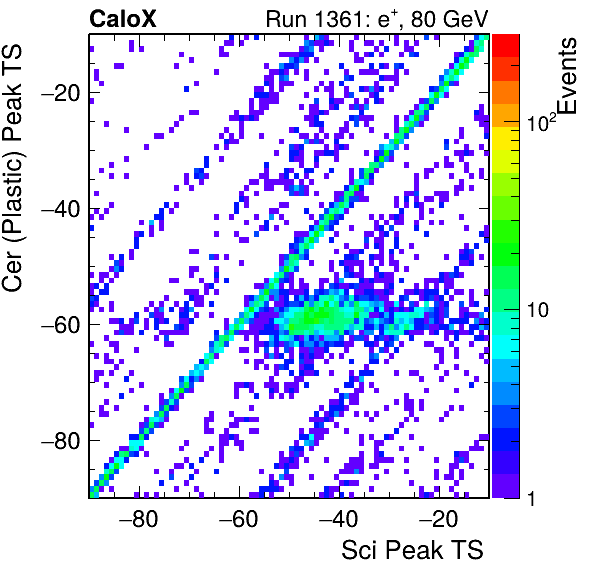 CaloX Run 1361: e⁺, 80 GeV
Cer (Plastic) Peak TS
−20
−40
−60
−80
−80 −60 −40 −20
Sci Peak TS
Events
10²
10
1